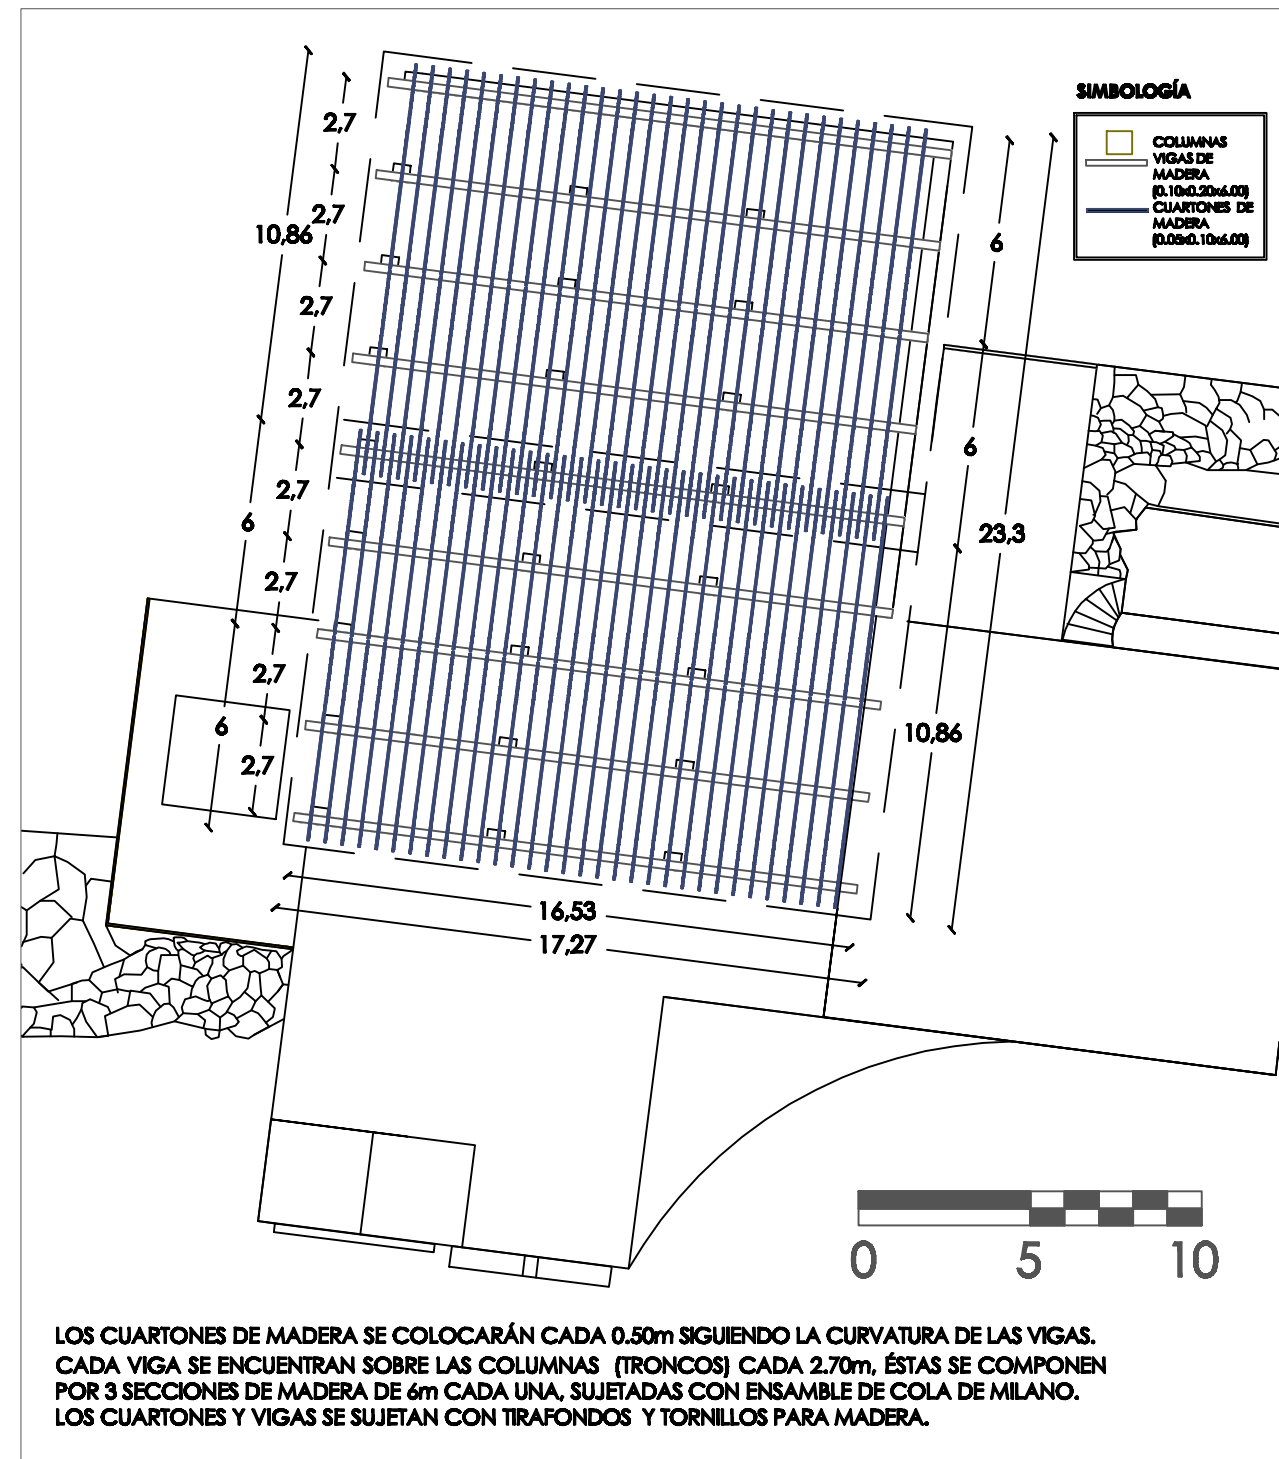 SIMBOLOGÍA
COLUMNAS
VIGAS DE
MADERA
(0.10x0.20x6.00)
CUARTONES DE
MADERA
(0.05x0.10x6.00)
2,7
2,7
10,86
2,7
2,7
2,7
6
2,7
2,7
6
2,7
6
6
23,3
10,86
16,53
17,27
0 5 10
LOS CUARTONES DE MADERA SE COLOCARÁN CADA 0.50m SIGUIENDO LA CURVATURA DE LAS VIGAS.
CADA VIGA SE ENCUENTRAN SOBRE LAS COLUMNAS (TRONCOS) CADA 2.70m, ÉSTAS SE COMPONEN
POR 3 SECCIONES DE MADERA DE 6m CADA UNA, SUJETADAS CON ENSAMBLE DE COLA DE MILANO.
LOS CUARTONES Y VIGAS SE SUJETAN CON TIRAFONDOS Y TORNILLOS PARA MADERA.